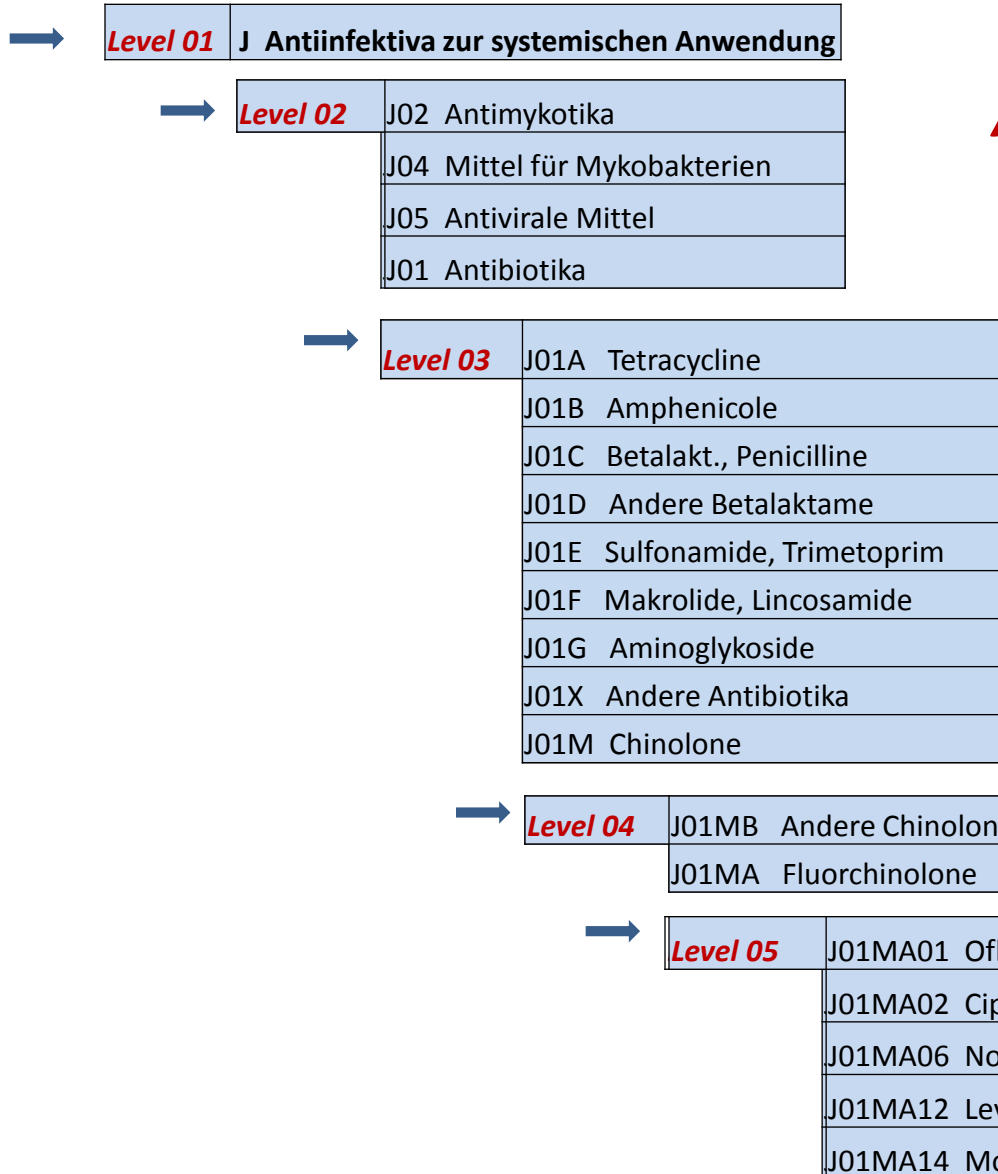 Level 01 J Antiinfektiva zur systemischen Anwendung
Level 02 J02 Antimykotika
J04 Mittel für Mykobakterien
J05 Antivirale Mittel
J01 Antibiotika
Level 03 J01A Tetracycline
J01B Amphenicole
J01C Betalakt., Penicilline
J01D Andere Betalaktame
J01E Sulfonamide, Trimetoprim
J01F Makrolide, Lincosamide
J01G Aminoglykoside
J01X Andere Antibiotika
J01M Chinolone
Level 04 J01MB Andere Chinolon
J01MA Fluorchinolone
Level 05 J01MA01
J01MA02
J01MA06
J01MA12
J01MA14